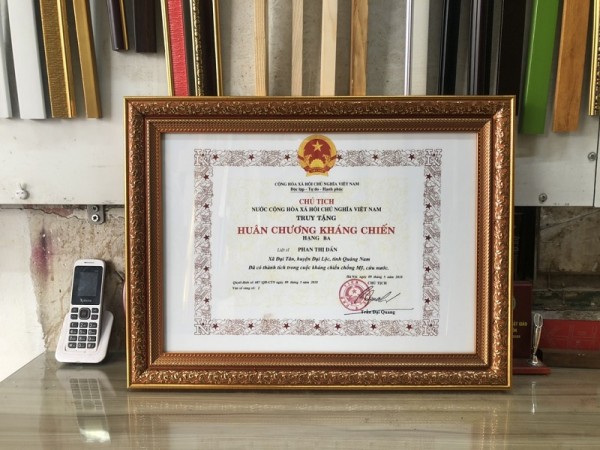 CỘNG HÒA XÃ HỘI CHỦ NGHĨA VIỆT NAM
Độc lập - Tự do - Hạnh phúc
CHỦ TỊCH
NƯỚC CỘNG HÒA XÃ HỘI CHỦ NGHĨA VIỆT NAM
TRUY TẶNG
HUÂN CHƯƠNG KHÁNG CHIẾN
HẠNG BA
Liệt sĩ PHAN THỊ DÂN
Xã Đại Tân, huyện Đại Lộc, tỉnh Quảng Nam
Đã có thành tích trong cuộc kháng chiến chống Mỹ, cứu nước.
CHỦ TỊCH
Trần Đại Quang